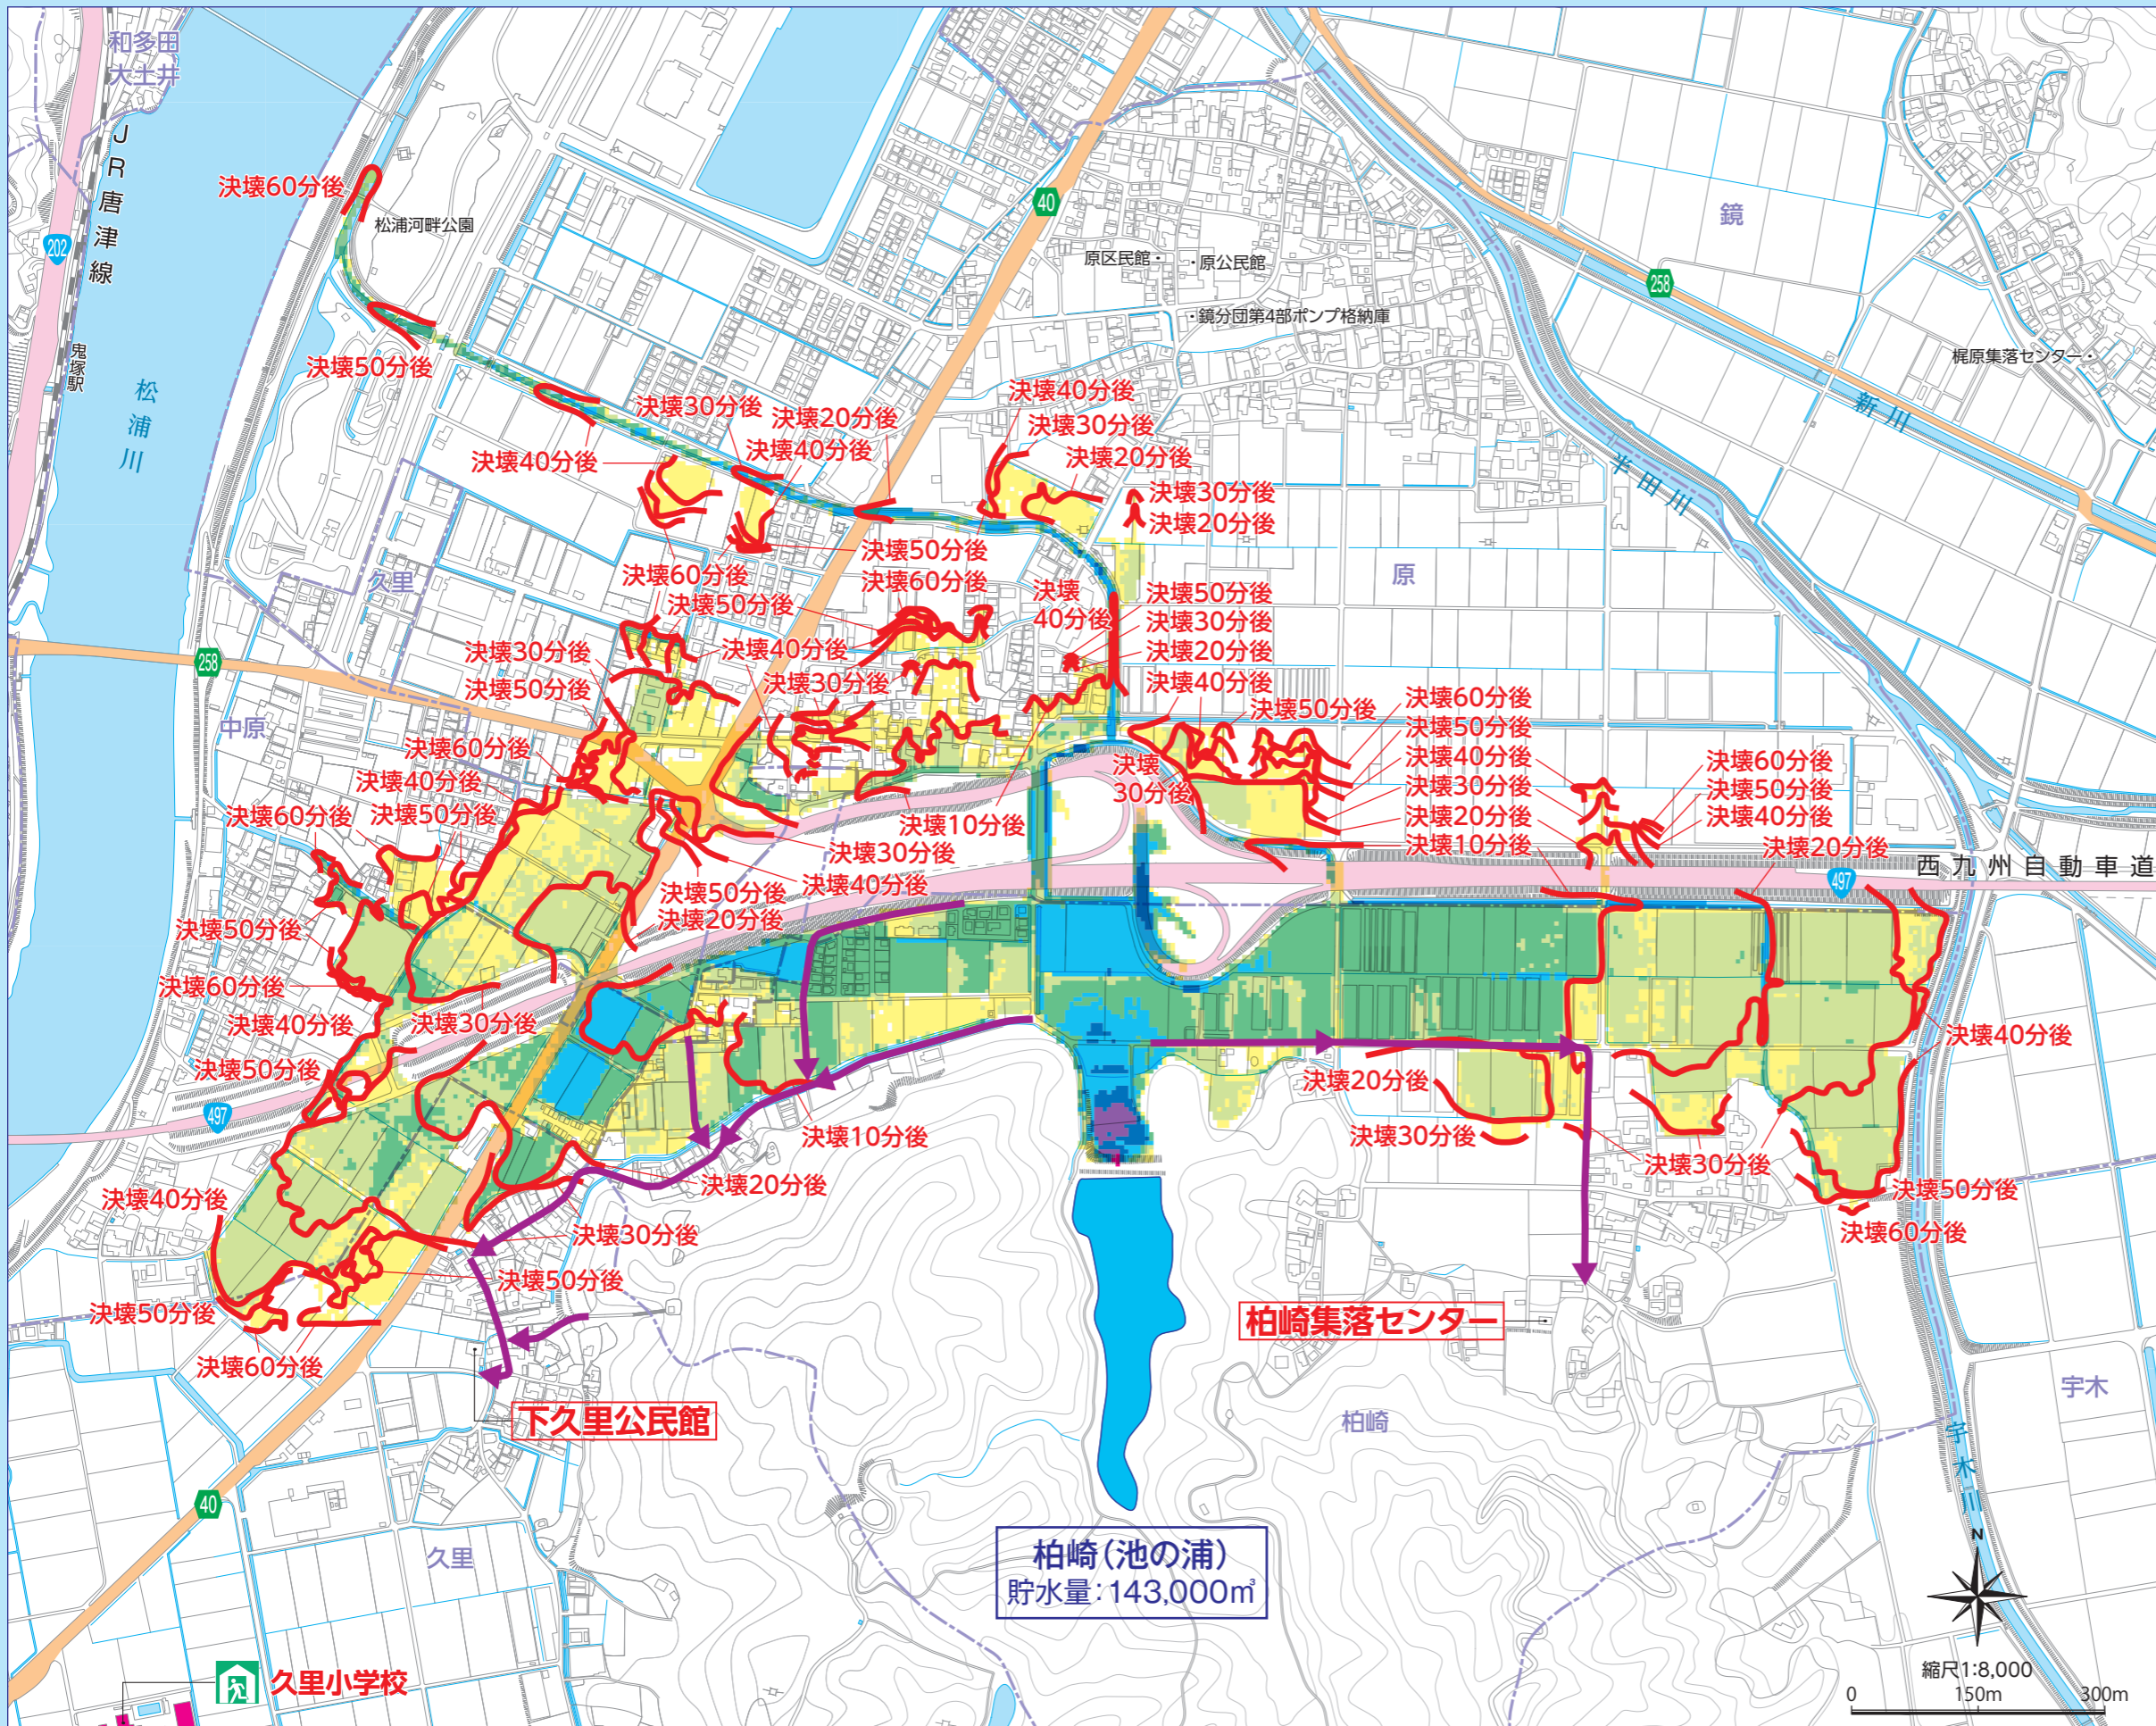 和多田
大土井
JR唐津線
202
決壊60分後
松浦河畔公園
40
原区民館・
・原公民館
鏡
258
・鏡分団第4部ポンプ格納庫
梶原集落センター・
鬼塚駅
決壊50分後
松浦川
新川
半田川
決壊40分後
決壊30分後
決壊20分後
決壊40分後
決壊30分後
決壊40分後
決壊20分後
決壊40分後
決壊30分後
決壊20分後
決壊50分後
久里
決壊60分後
決壊60分後
原
決壊50分後
決壊
40分後
決壊50分後
決壊30分後
決壊20分後
決壊30分後
決壊40分後
決壊50分後
決壊30分後
決壊40分後
258
中原
決壊50分後
決壊60分後
決壊50分後
決壊60分後
決壊40分後
決壊40分後
決壊
30分後
決壊30分後
決壊60分後
決壊50分後
決壊50分後
決壊60分後
決壊20分後
決壊40分後
決壊10分後
決壊10分後
決壊20分後
決壊30分後
西九州自動車道
497
決壊50分後
決壊40分後
決壊20分後
決壊50分後
決壊60分後
決壊40分後
決壊30分後
決壊40分後
決壊50分後
497
決壊20分後
決壊10分後
決壊30分後
決壊30分後
決壊20分後
決壊50分後
決壊40分後
決壊30分後
決壊60分後
決壊50分後
決壊50分後
決壊60分後
柏崎集落センター
下久里公民館
柏崎
宇木
宇木川
40
久里
柏崎(池の浦)
貯水量:143,000㎥
N
久里小学校
縮尺1:8,000
0 150m 300m